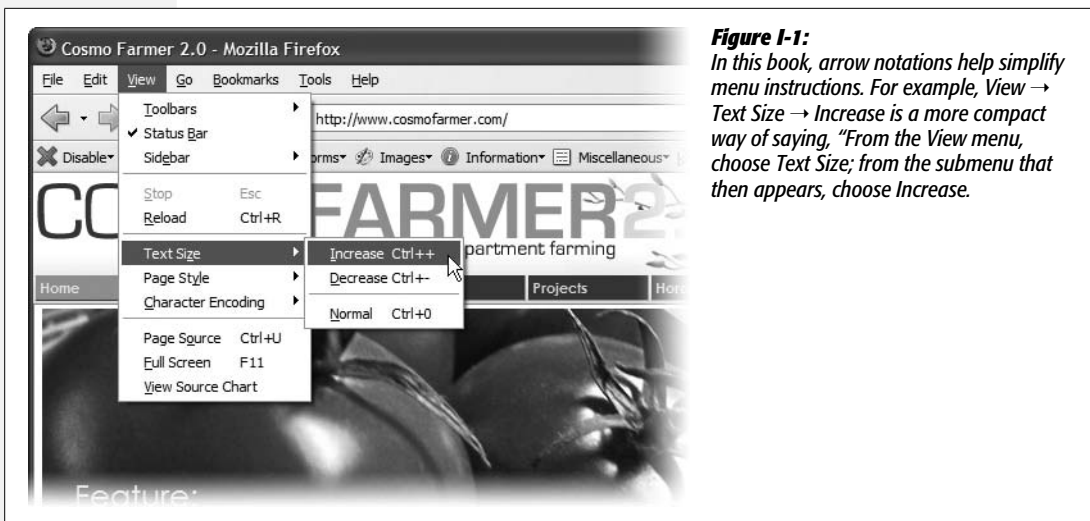 Cosmo Farmer 2.0 - Mozilla Firefox
File Edit View Go Bookmarks Tools Help
Toolbars
http://www.cosmofarmer.com/
Status Bar
Disable
Sidebar
orms Images Information Miscellaneous
Stop Esc
Reload Ctrl+R
CO
FARMER 2
partment farming
Text Size
Page Style
Character Encoding
Page Source Ctrl+U
Full Screen F11
View Source Chart
Increase Ctrl++
Decrease Ctrl+-
Normal Ctrl+0
Home
Projects
Hor
Feature:
Figure I-1:
In this book, arrow notations help simplify
menu instructions. For example, View →
Text Size → Increase is a more compact
way of saying, “From the View menu,
choose Text Size; from the submenu that
then appears, choose Increase.